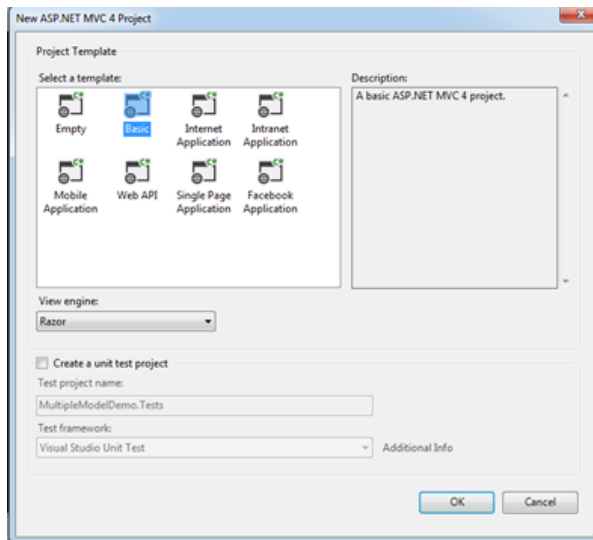 New ASP.NET MVC 4 Project
Project Template
Select a template:
Description:
Empty
Basic
Internet Application
Intranet Application
A basic ASP.NET MVC 4 project.
Mobile Application
Web API
Single Page Application
Facebook Application
View engine:
Razor
Create a unit test project
Test project name:
MultipleModelDemo.Tests
Test framework:
Visual Studio Unit Test
Additional Info
OK
Cancel